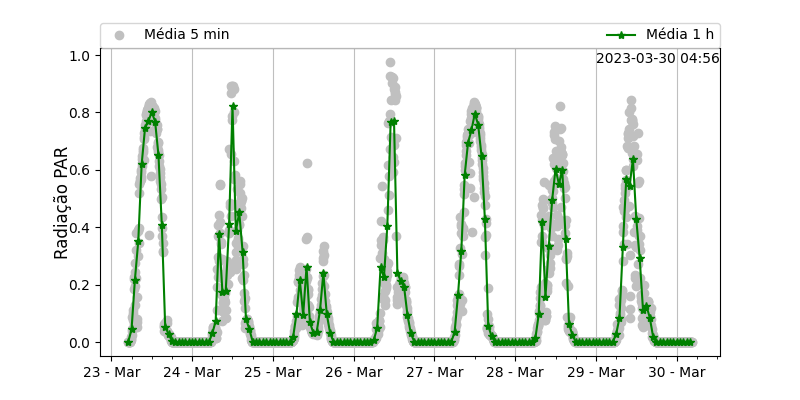 Média 5 min
Média 1 h
2023-03-30 04:56
Radiação PAR
1.0
0.8
0.6
0.4
0.2
0.0
23 - Mar
24 - Mar
25 - Mar
26 - Mar
27 - Mar
28 - Mar
29 - Mar
30 - Mar